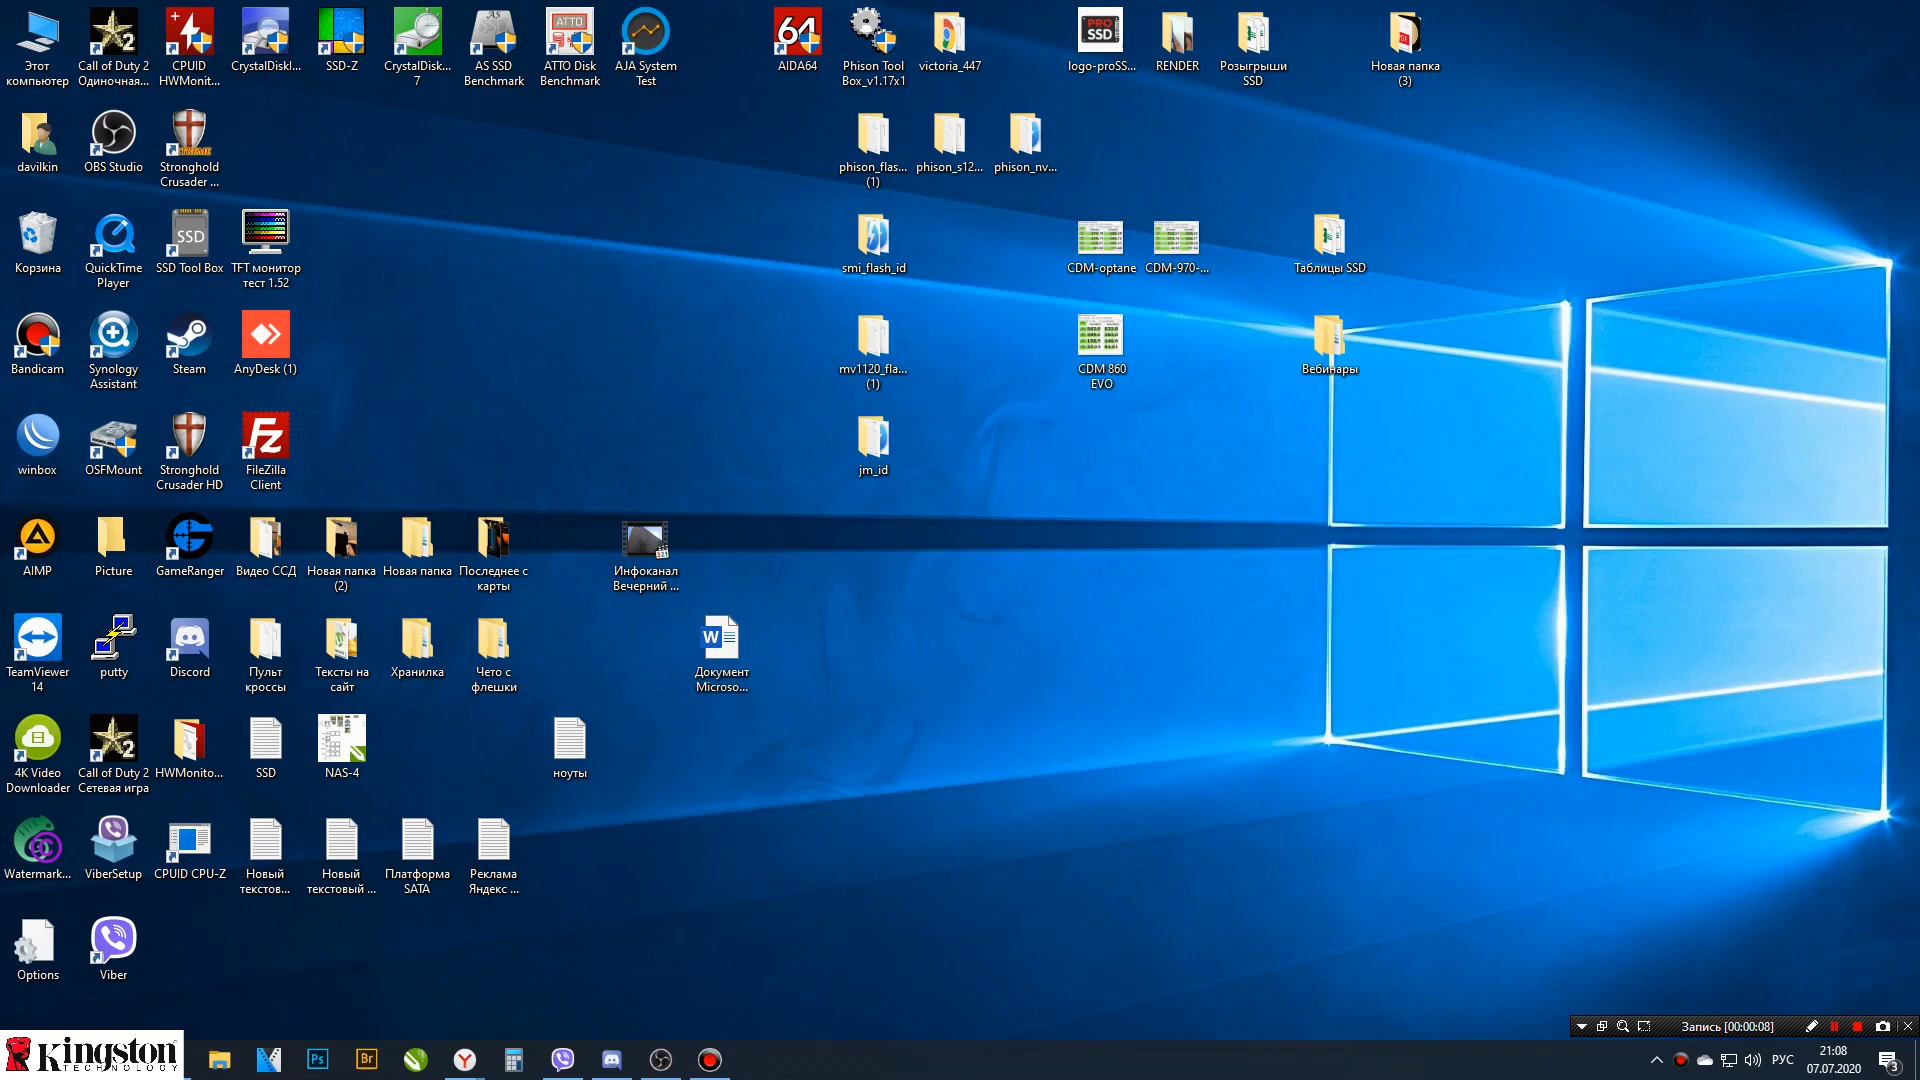 Этот
компьютер
Call of Duty 2
Одиночная...
CPUID
HWMonit...
CrystalDiskI...
SSD-Z
CrystalDisk...
7
AS SSD
Benchmark
ATTO Disk
Benchmark
AJA System
Test
AIDA64
Phison Tool
Box_v1.17x1
victoria_447
logo-proSS...
RENDER
Розыгрыши
SSD
Новая папка
(3)
davilkin
OBS Studio
Stronghold
Crusader ...
phison_flas...
(1)
phison_s12...
phison_nv...
Корзина
QuickTime
Player
SSD Tool Box
TFT монитор
тест 1.52
smi_flash_id
CDM-optane
CDM-970-...
Таблицы SSD
Bandicam
Synology
Assistant
Steam
AnyDesk (1)
mv1120_fla...
(1)
CDM 860
EVO
Вебинары
winbox
OSFMount
Stronghold
Crusader HD
FileZilla
Client
jm_id
AIMP
Picture
GameRanger
Видео ССД
Новая папка
(2)
Новая папка
Последнее с
карты
Инфоканал
Вечерний ...
TeamViewer
14
putty
Discord
Пульт
кроссы
Тексты на
сайт
Хранилка
Чето с
флешки
Документ
Microso...
4K Video
Downloader
Call of Duty 2
Сетевая игра
HWMonito...
SSD
NAS-4
ноуты
Watermark...
ViberSetup
CPUID CPU-Z
Новый
текстов...
Новый
текстовый ...
Платформа
SATA
Реклама
Яндекс ...
Options
Viber
Запись [00:00:08]
Kingston
TECHNOLOGY
Ps
Br
РУС
21:08
07.07.2020
3